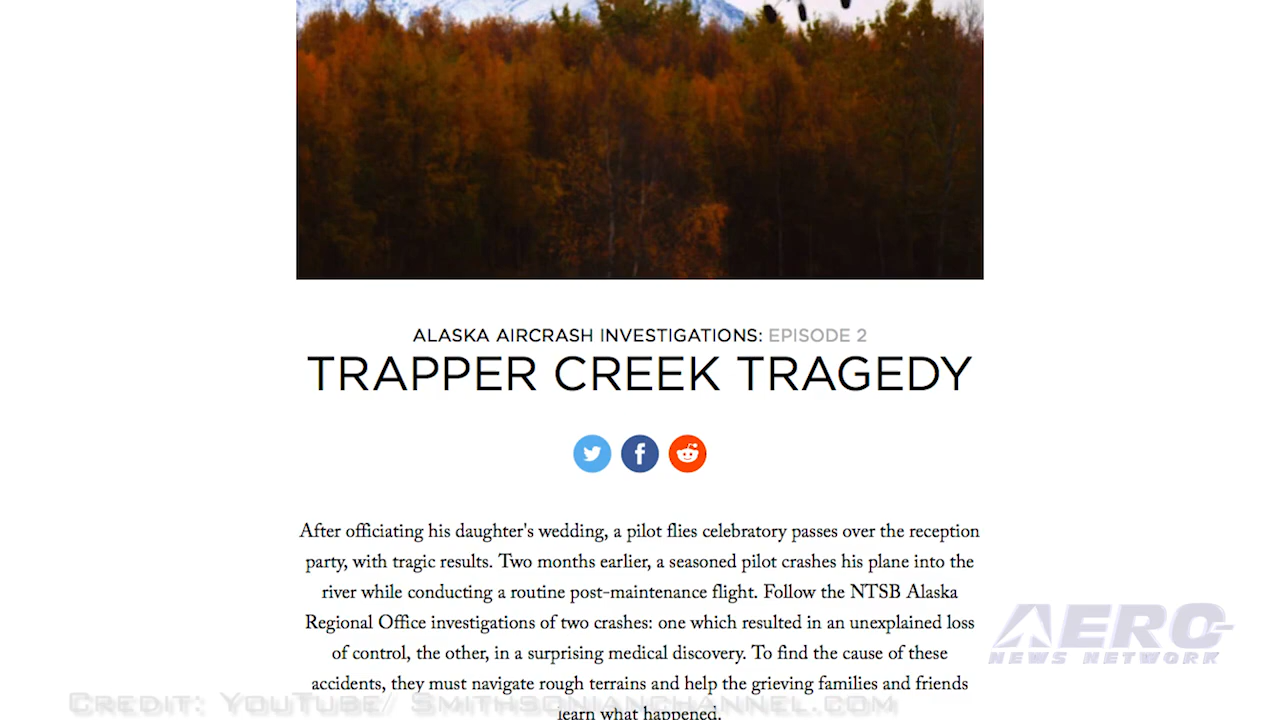 ALASKA AIRCRASH INVESTIGATIONS: EPISODE 2
TRAPPER CREEK TRAGEDY
After officiating his daughter's wedding, a pilot flies celebratory passes over the reception
party, with tragic results. Two months earlier, a seasoned pilot crashes his plane into the
river while conducting a routine post-maintenance flight. Follow the NTSB Alaska
Regional Office investigations of two crashes: one which resulted in an unexplained loss
of control, the other, in a surprising medical discovery. To find the cause of these
accidents, they must navigate rough terrains and help the grieving families and friends
learn what happened.
AERO
NEWS NETWORK
Credit: YouTube/ Smithsonianchannel.com